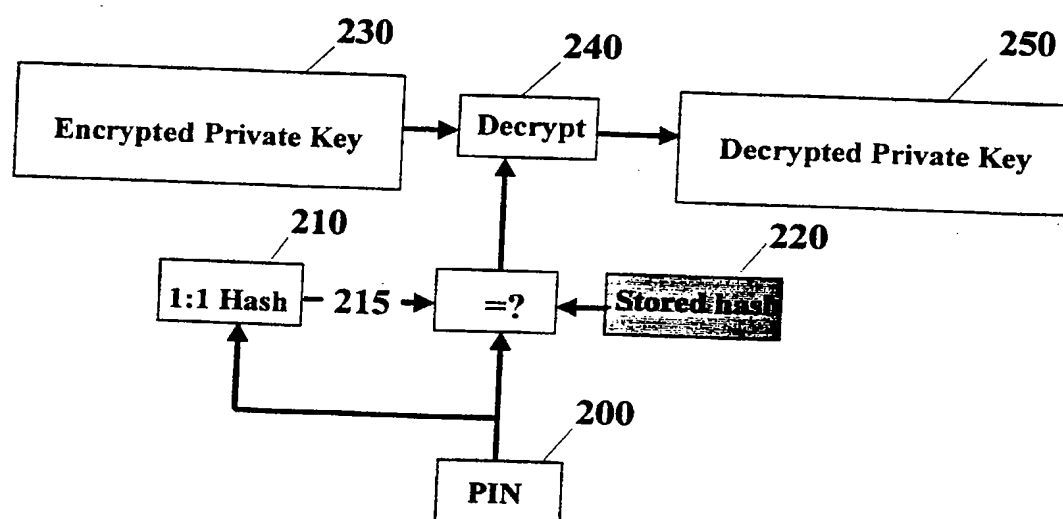 230
240
250
Encrypted Private Key
Decrypt
Decrypted Private Key
210
220
1:1 Hash
215
=?
Stored hash
200
PIN